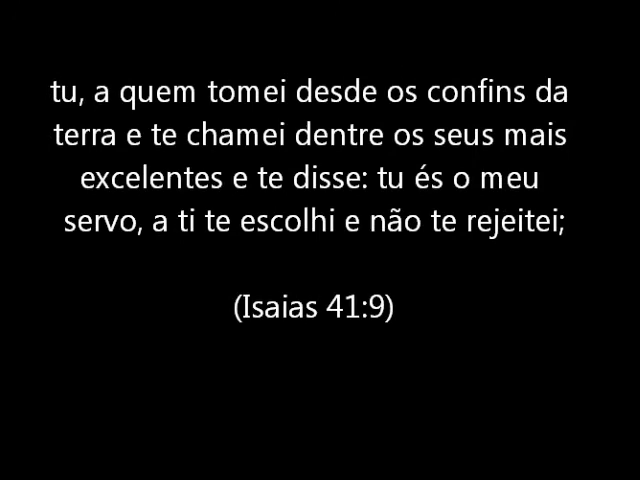 tu, a quem tomei desde os confins da
terra e te chamei dentre os seus mais
excelentes e te disse: tu és o meu
servo, a ti te escolhi e não te rejeitei;
(Isaias 41:9)